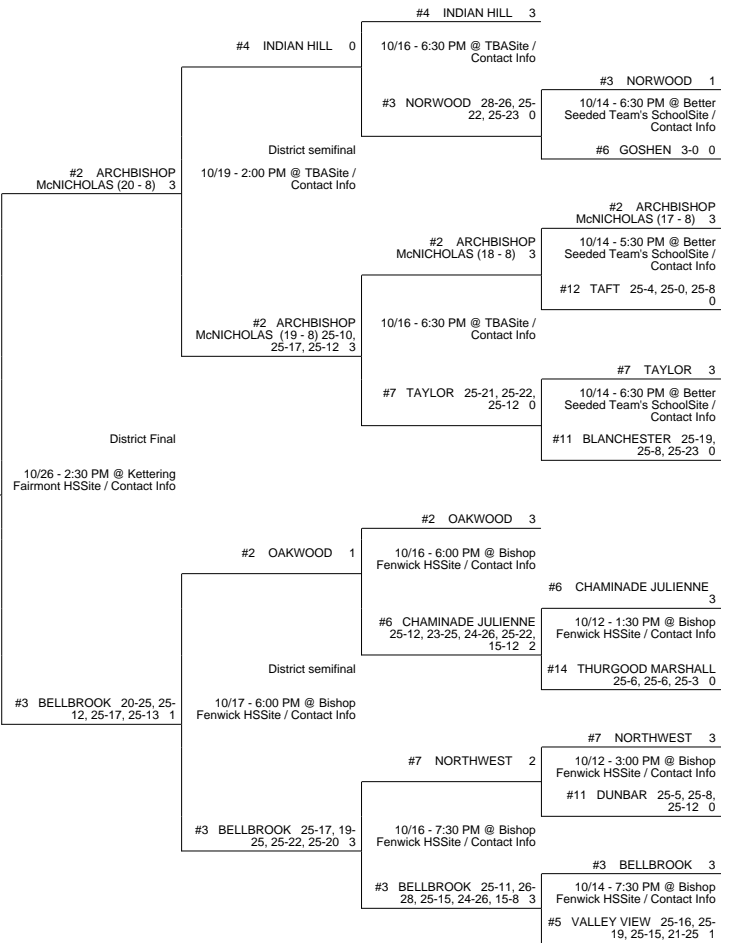 #4 INDIAN HILL 3
#4 INDIAN HILL 0
10/16 - 6:30 PM @ TBASite /
Contact Info
#3 NORWOOD 1
#3 NORWOOD 28-26, 25-
22, 25-23 0
10/14 - 6:30 PM @ Better
Seeded Team's SchoolSite /
Contact Info
#6 GOSHEN 3-0 0
District semifinal
#2 ARCHBISHOP
McNICHOLAS (20 - 8) 3
10/19 - 2:00 PM @ TBASite /
Contact Info
#2 ARCHBISHOP
McNICHOLAS (17 - 8) 3
#2 ARCHBISHOP
McNICHOLAS (18 - 8) 3
10/14 - 5:30 PM @ Better
Seeded Team's SchoolSite /
Contact Info
#12 TAFT 25-4, 25-0, 25-8
0
#2 ARCHBISHOP
McNICHOLAS (19 - 8) 25-10,
25-17, 25-12 3
10/16 - 6:30 PM @ TBASite /
Contact Info
#7 TAYLOR 3
#7 TAYLOR 25-21, 25-22,
25-12 0
10/14 - 6:30 PM @ Better
Seeded Team's SchoolSite /
Contact Info
#11 BLANCHESTER 25-19,
25-8, 25-23 0
District Final
10/26 - 2:30 PM @ Kettering
Fairmont HSSite / Contact Info
#2 OAKWOOD 3
#2 OAKWOOD 1
10/16 - 6:00 PM @ Bishop
Fenwick HSSite / Contact Info
#6 CHAMINADE JULIENNE
3
#6 CHAMINADE JULIENNE
25-12, 23-25, 24-26, 25-22,
15-12 2
10/12 - 1:30 PM @ Bishop
Fenwick HSSite / Contact Info
#14 THURGOOD MARSHALL
25-6, 25-6, 25-3 0
District semifinal
#3 BELLBROOK 20-25, 25-
12, 25-17, 25-13 1
10/17 - 6:00 PM @ Bishop
Fenwick HSSite / Contact Info
#7 NORTHWEST 3
#7 NORTHWEST 2
10/12 - 3:00 PM @ Bishop
Fenwick HSSite / Contact Info
#11 DUNBAR 25-5, 25-8,
25-12 0
#3 BELLBROOK 25-17, 19-
25, 25-22, 25-20 3
10/16 - 7:30 PM @ Bishop
Fenwick HSSite / Contact Info
#3 BELLBROOK 3
#3 BELLBROOK 25-11, 26-
28, 25-15, 24-26, 15-8 3
10/14 - 7:30 PM @ Bishop
Fenwick HSSite / Contact Info
#5 VALLEY VIEW 25-16, 25-
19, 25-15, 21-25 1